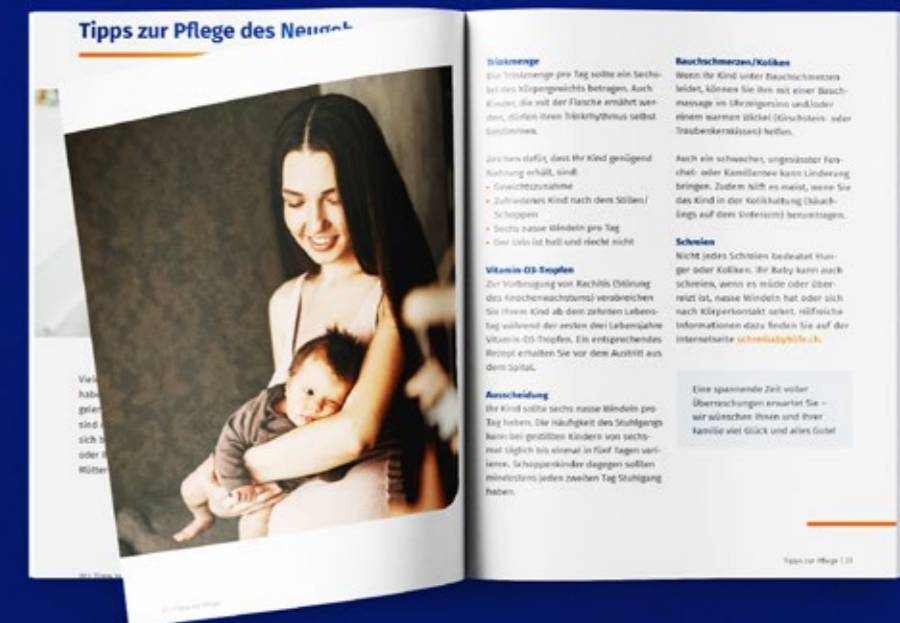 Tipps zur Pflege des Neugeb
Viele
habe
sind
sich b
oder
Mütter
Trinkmenge
Die Trinkmenge pro Tag sollte ein Sechs-
tel des Körpergewichts betragen. Auch
Kinder, die mit der Flasche ernährt wer-
den, dürfen ihren Trinkrhythmus selbst
bestimmen.
Zeichen dafür, dass Ihr Kind genügend
Nahrung erhält, sind:
• Gewichtszunahme
• Zufriedenes Kind nach dem Stillen/
Schoppen
• Sechs nasse Windeln pro Tag
• Der Urin ist hell und riecht nicht
Vitamin-D3-Tropfen
Zur Vorbeugung von Rachitis (Störung
des Knochenwachstums) verabreichen
Sie Ihrem Kind ab dem zehnten Lebens-
tag während der ersten drei Lebensjahre
Vitamin-D3-Tropfen. Ein entsprechendes
Rezept erhalten Sie vor dem Austritt aus
dem Spital.
Ausscheidung
Ihr Kind sollte sechs nasse Windeln pro
Tag haben. Die Häufigkeit des Stuhlgangs
kann bei gestillten Kindern von sechs-
mal täglich bis einmal in fünf Tagen vari-
ieren. Schoppenkinder dagegen sollten
mindestens jeden zweiten Tag Stuhlgang
haben.
Bauchschmerzen/Koliken
Wenn Ihr Kind unter Bauchschmerzen
leidet, können Sie ihm mit einer Bauch-
massage im Uhrzeigersinn und/oder
einem warmen Wickel (Kirschstein- oder
Traubenkernkissen) helfen.
Auch ein schwacher, ungesüsster Fen-
chel- oder Kamillentee kann Linderung
bringen. Zudem hilft es meist, wenn Sie
das Kind in der Kolikhaltung (bäuch-
lings auf dem Unterarm) herumtragen.
Schreien
Nicht jedes Schreien bedeutet Hun-
ger oder Koliken. Ihr Baby kann auch
schreien, wenn es müde oder über-
reizt ist, nasse Windeln hat oder sich
nach Körperkontakt sehnt. Hilfreiche
Informationen dazu finden Sie auf der
Internetseite schreibabyhilfe.ch.
Eine spannende Zeit voller
Überraschungen erwartet Sie –
wir wünschen Ihnen und Ihrer
Familie viel Glück und alles Gute!
Tipps zur Pflege |